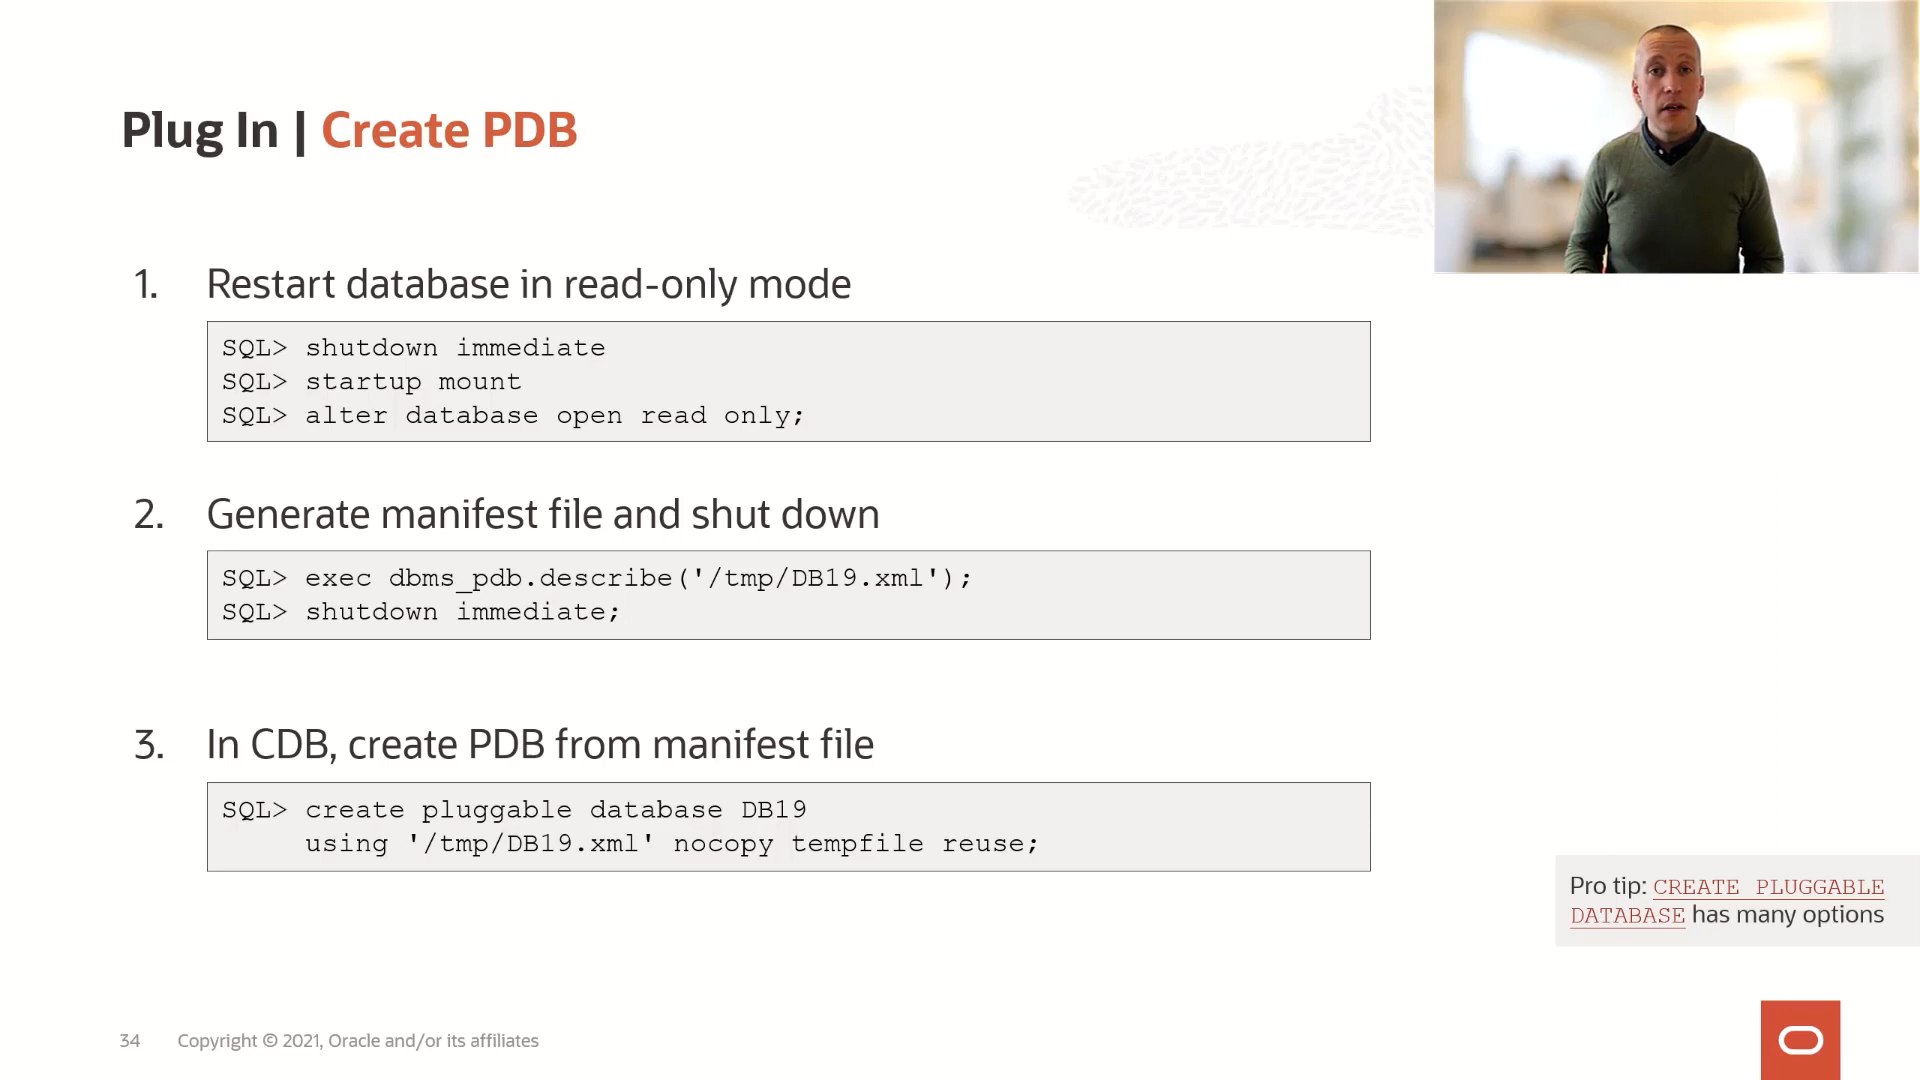 Plug In | Create PDB
1. Restart database in read-only mode
SQL> shutdown immediate
SQL> startup mount
SQL> alter database open read only;
2. Generate manifest file and shut down
SQL> exec dbms_pdb.describe('/tmp/DB19.xml');
SQL> shutdown immediate;
3. In CDB, create PDB from manifest file
SQL> create pluggable database DB19
using '/tmp/DB19.xml' nocopy tempfile reuse;
Pro tip: CREATE PLUGGABLE
DATABASE has many options
34 Copyright © 2021, Oracle and/or its affiliates